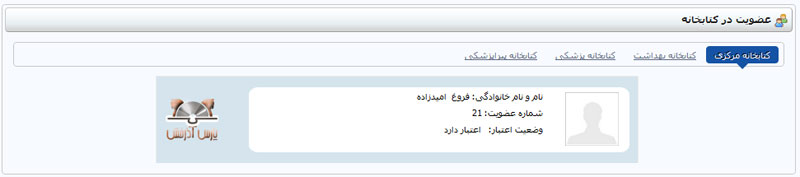 عضویت در کتابخانه
کتابخانه مرکزی کتابخانه بهداشت کتابخانه پزشکی کتابخانه پیراپزشکی
نام و نام خانوادگی: فروغ امیدزاده
شماره عضویت: 21
وضعیت اعتبار: اعتبار دارد
پارس آذرخش